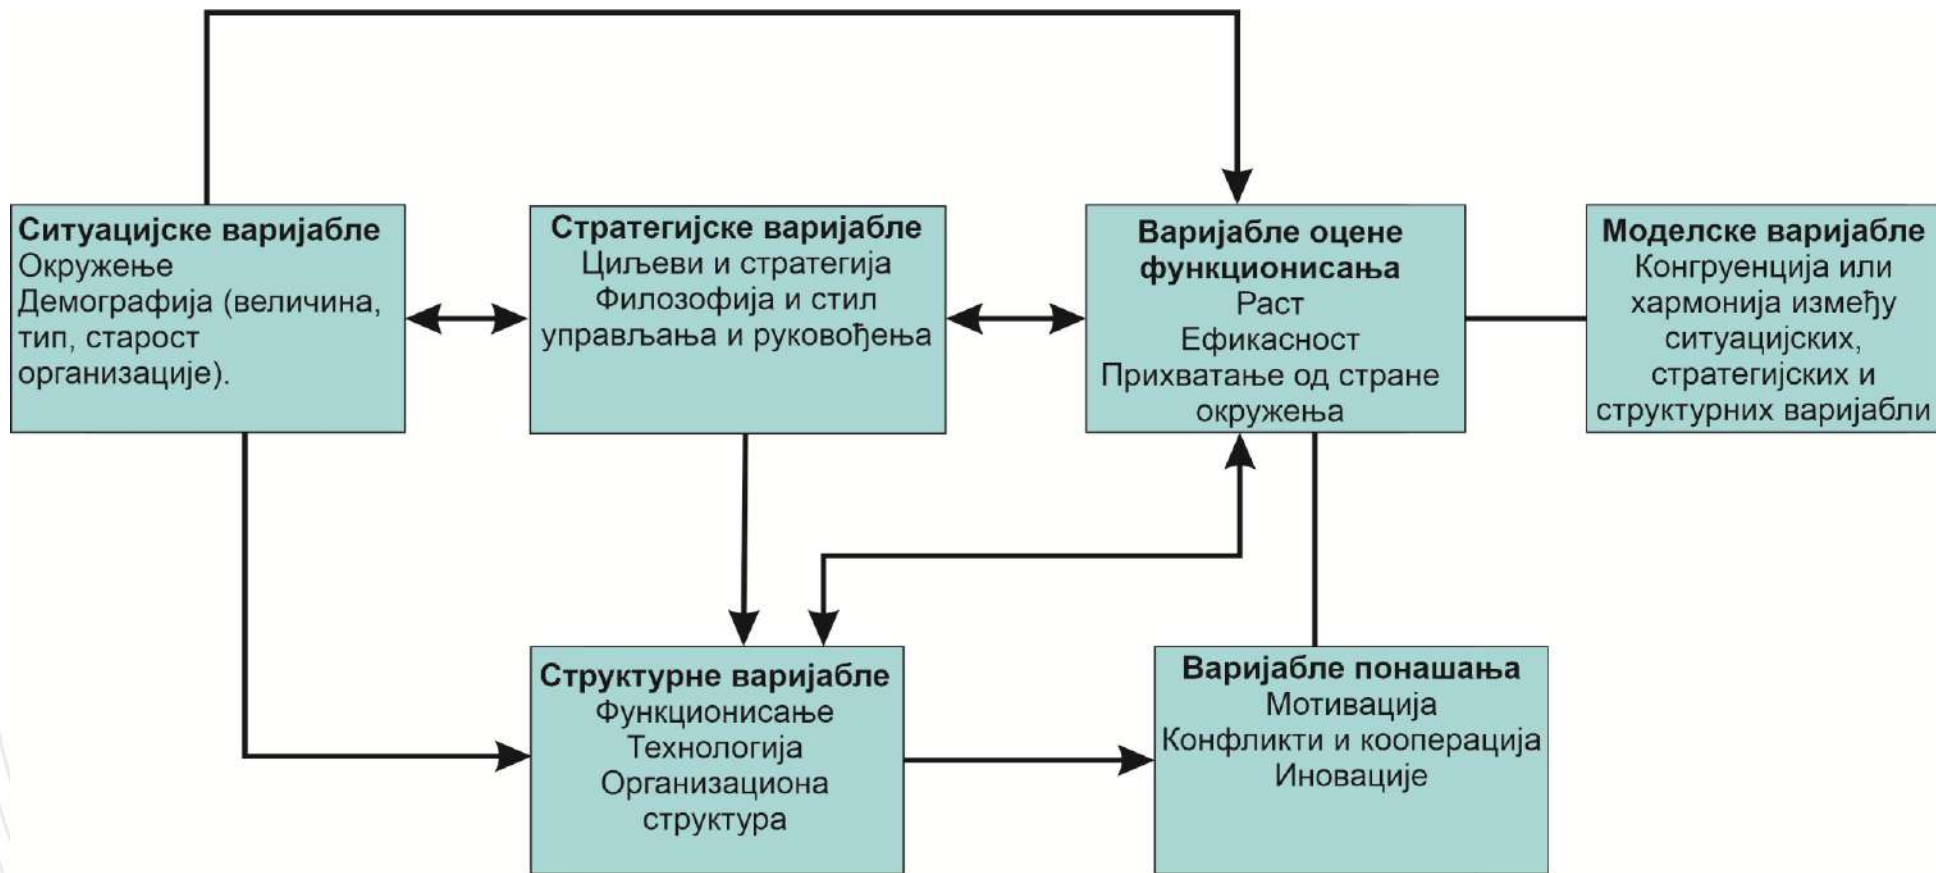 Ситуацијске варијабле
Окружење
Демографија (величина,
тип, старост
организације).
Стратегијске варијабле
Циљеви и стратегија
Филозофија и стил
управљања и руковођења
Варијабле оцене
функционисања
Раст
Ефикасност
Прихватање од стране
окружења
Моделске варијабле
Конгруенција или
хармонија између
ситуацијских,
стратегијских и
структурних варијабли
Структурне варијабле
Функционисање
Технологија
Организациона
структура
Варијабле понашања
Мотивација
Конфликти и кооперација
Иновације